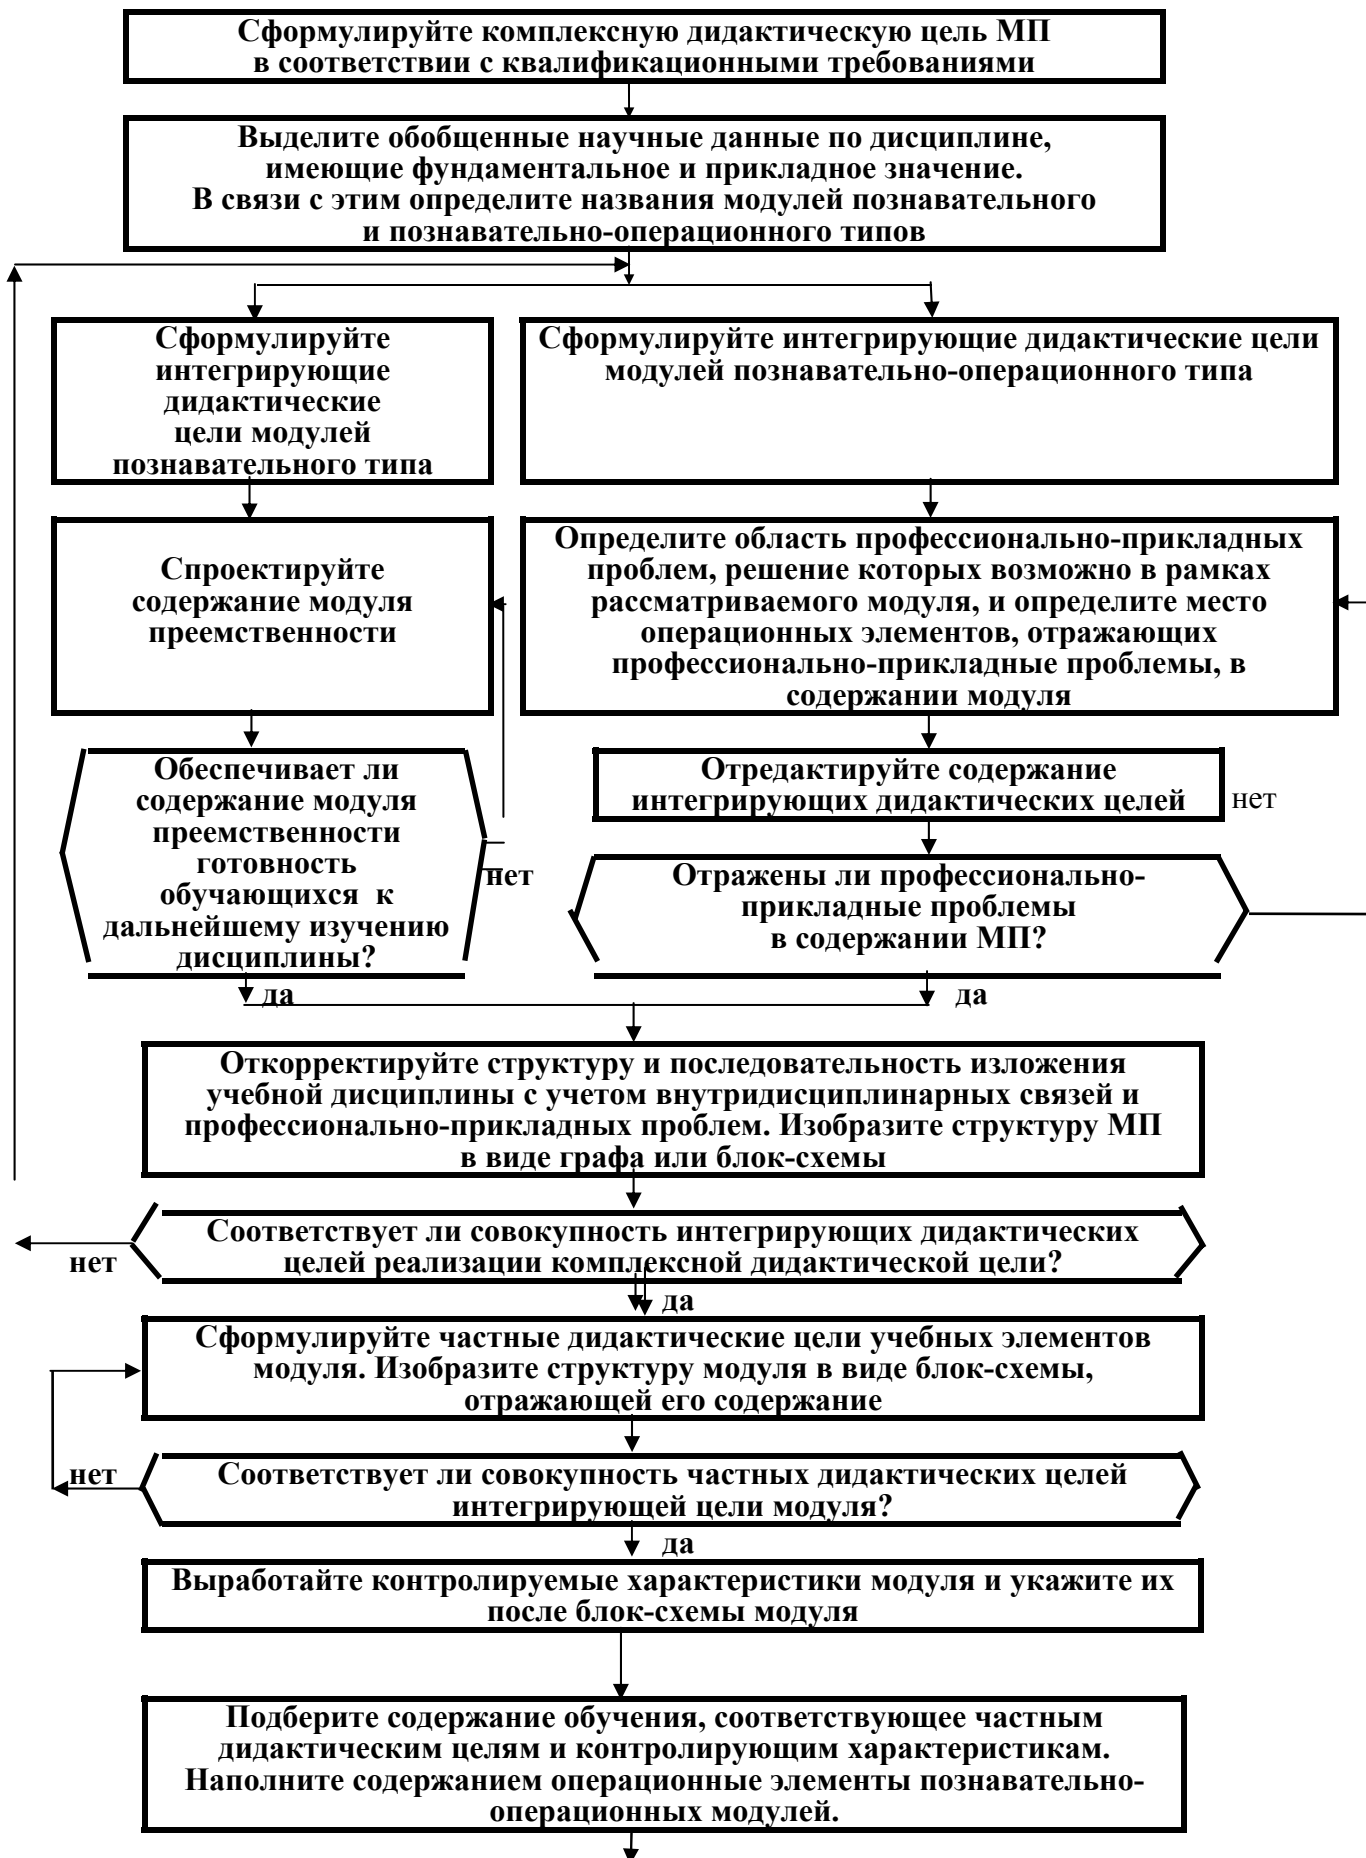 Сформулируйте комплексную дидактическую цель МП
в соответствии с квалификационными требованиями
Выделите обобщенные научные данные по дисциплине,
имеющие фундаментальное и прикладное значение.
В связи с этим определите названия модулей познавательного
и познавательно-операционного типов
Сформулируйте
интегрирующие
дидактические
цели модулей
познавательного типа
Сформулируйте интегрирующие дидактические цели
модулей познавательно-операционного типа
Спроектируйте
содержание модуля
преемственности
Определите область профессионально-прикладных
проблем, решение которых возможно в рамках
рассматриваемого модуля, и определите место
операционных элементов, отражающих
профессионально-прикладные проблемы, в
содержании модуля
Обеспечивает ли
содержание модуля
преемственности
готовность
обучающихся к
дальнейшему изучению
дисциплины?
нет
Отредактируйте содержание
интегрирующих дидактических целей
нет
Отражены ли профессионально-
прикладные проблемы
в содержании МП?
да
да
Откорректируйте структуру и последовательность изложения
учебной дисциплины с учетом внутридисциплинарных связей и
профессионально-прикладных проблем. Изобразите структуру МП
в виде графа или блок-схемы
Соответствует ли совокупность интегрирующих дидактических
целей реализации комплексной дидактической цели?
нет
да
Сформулируйте частные дидактические цели учебных элементов
модуля. Изобразите структуру модуля в виде блок-схемы,
отражающей его содержание
нет
Соответствует ли совокупность частных дидактических целей
интегрирующей цели модуля?
да
Выработайте контролируемые характеристики модуля и укажите их
после блок-схемы модуля
Подберите содержание обучения, соответствующее частным
дидактическим целям и контролирующим характеристикам.
Наполните содержанием операционные элементы познавательно-
операционных модулей.